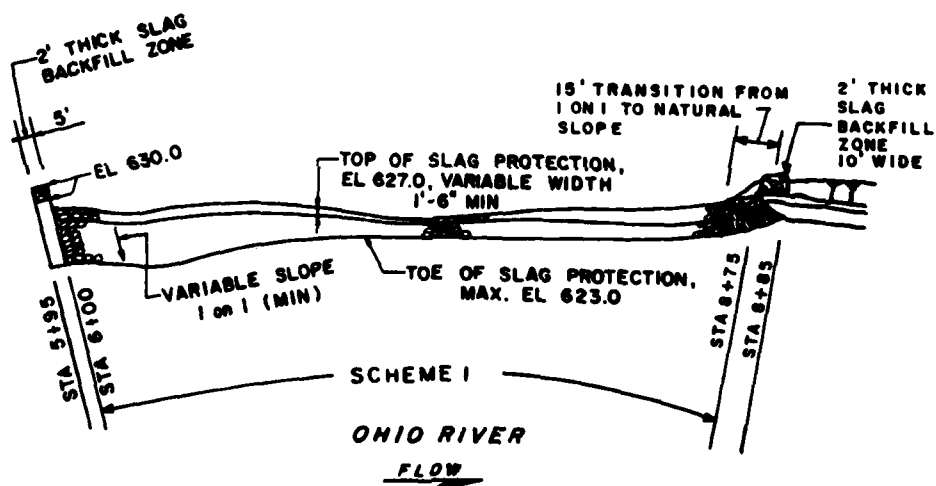 2' THICK SLAG
BACKFILL ZONE
5'
EL 630.0
15' TRANSITION FROM
1 ON 1 TO NATURAL
SLOPE
2' THICK
SLAG
BACKFILL
ZONE
10' WIDE
TOP OF SLAG PROTECTION,
EL 627.0, VARIABLE WIDTH
1'-6" MIN
VARIABLE SLOPE
1 on 1 (MIN)
TOE OF SLAG PROTECTION,
MAX. EL 623.0
STA 5+95
STA 6+00
STA 8+75
STA 8+85
SCHEME I
OHIO RIVER
FLOW